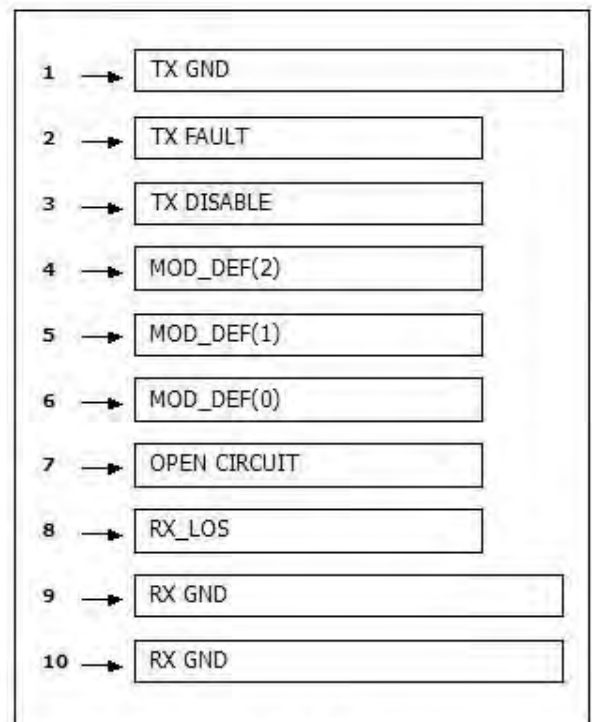 1 TX GND
2 TX FAULT
3 TX DISABLE
4 MOD_DEF(2)
5 MOD_DEF(1)
6 MOD_DEF(0)
7 OPEN CIRCUIT
8 RX_LOS
9 RX GND
10 RX GND